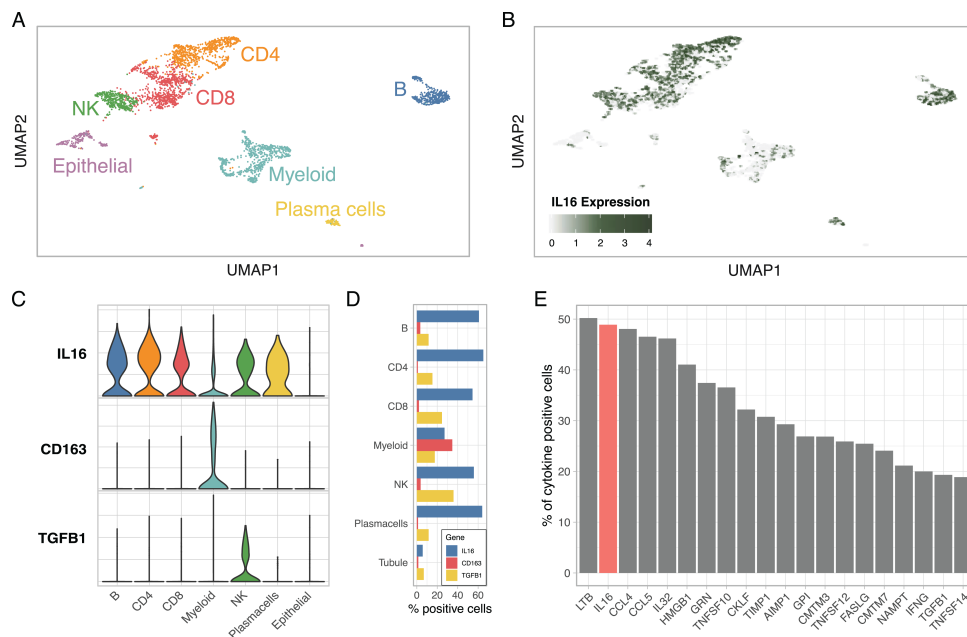 A
CD4
CD8
NK
B
Epithelial
Myeloid
Plasma cells
UMAP2
UMAP1
B
IL16 Expression
0 1 2 3 4
UMAP2
UMAP1
C
IL16
CD163
TGFB1
B CD4 CD8 Myeloid NK Plasmacells Epithelial
D
B
CD4
CD8
Myeloid
NK
Plasmacells
Tubule
Gene
IL16
CD163
TGFB1
0 20 40 60
% positive cells
E
% of cytokine positive cells
50
40
30
20
10
0
LTB IL16 CCL4 CCL5 IL32 HMGB1 GRN TNFSF10 CKLF TIMP1 AIMP1 GPI CMTM3 TNFSF12 FASLG CMTM7 NAMPT IFNG TGFB1 TNFSF14